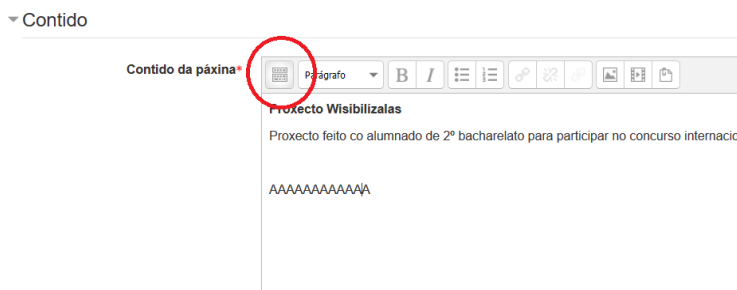 Contido
Contido da páxina*
Parágrafo
B I
Proxecto Wisibilizalas
Proxecto feito co alumnado de 2º bacharelato para participar no concurso internacio
AAAAAAAAAAAA